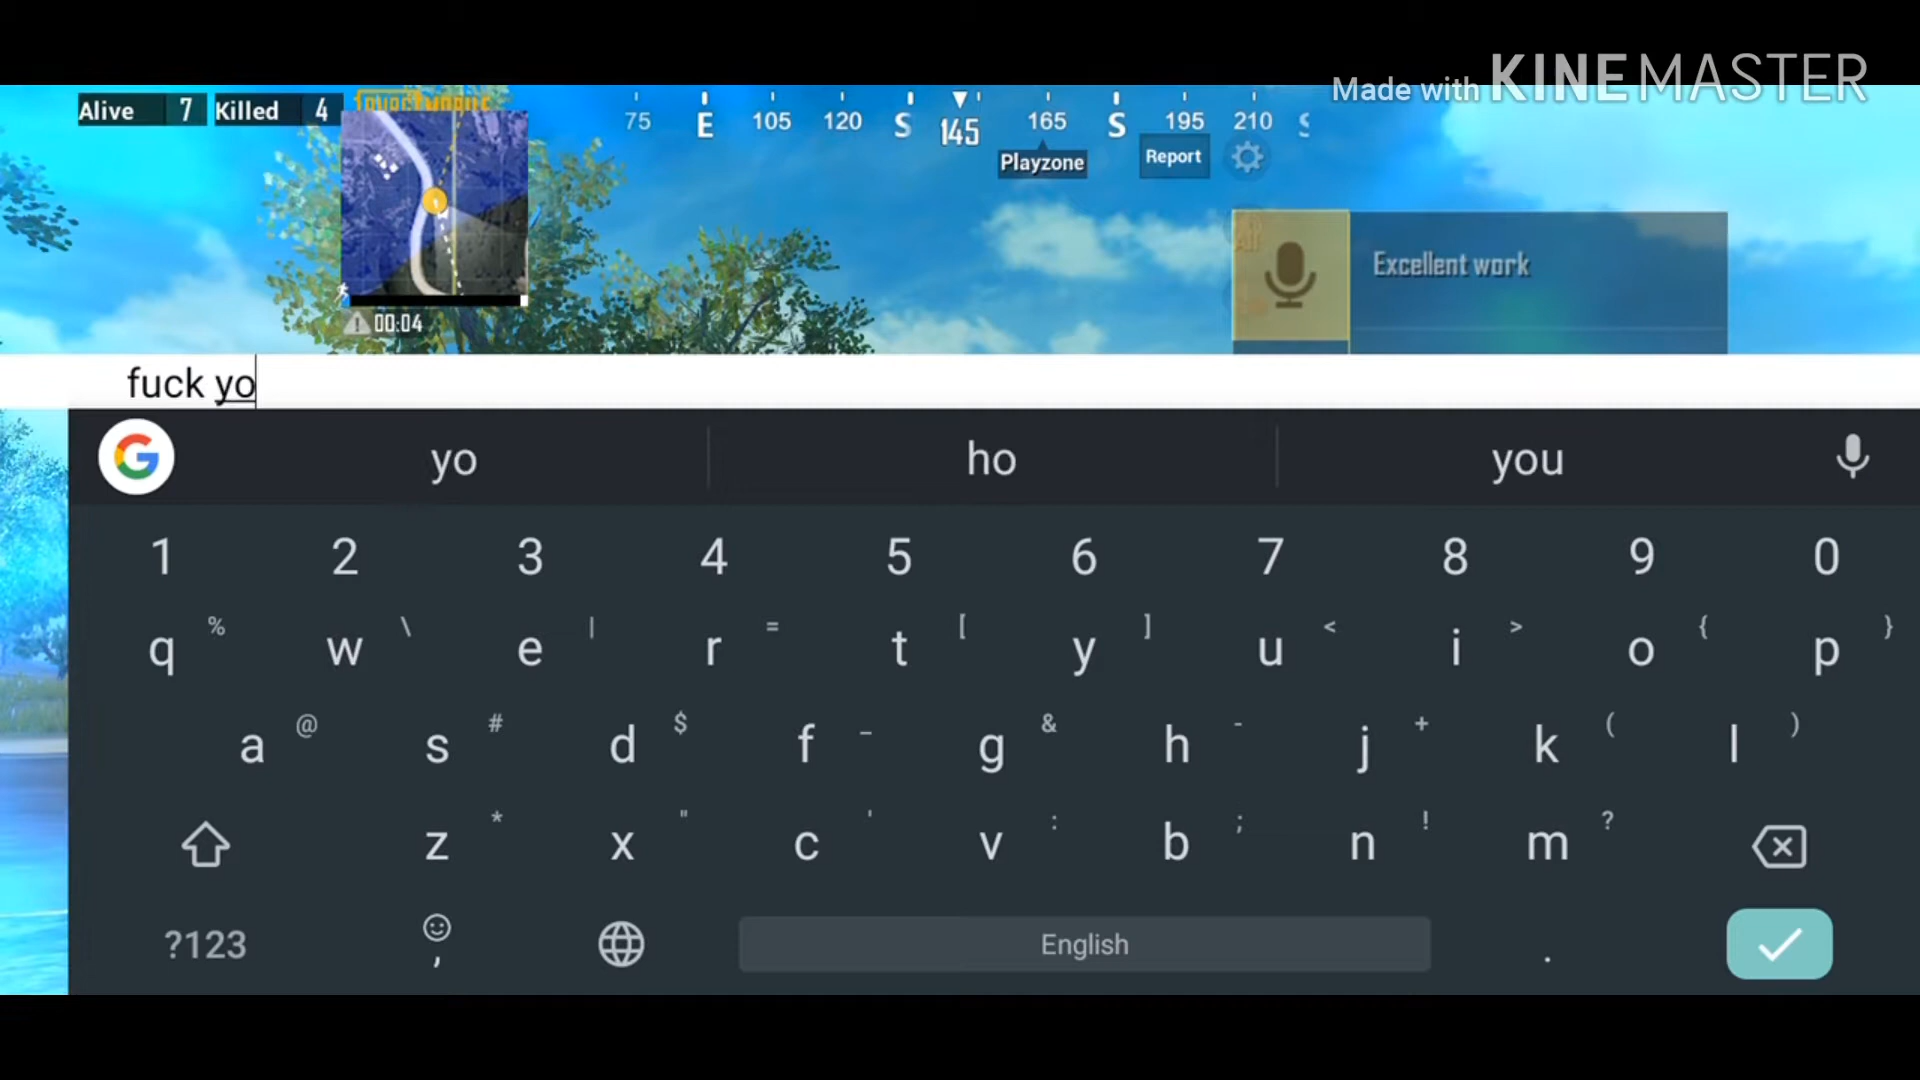 Made with KINEMASTER
Alive 7 Killed 4
75 E 105 120 S 145 165 S 195 210 S
Playzone
Report
Excellent work
00:04
fuck yo
yo ho you
1 2 3 4 5 6 7 8 9 0
q % w \ e | r = t [ y ] u < i > o { p }
a @ s # d $ f _ g & h - j + k ( l )
z * x " c ' v : b ; n ! m ?
?123 , English .